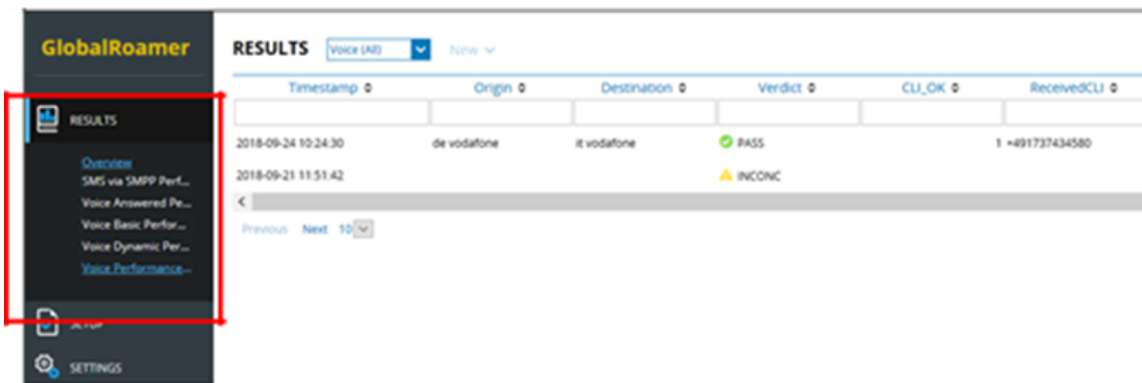 GlobalRoamer
RESULTS
Overview
SMS via SMPP Perf...
Voice Answered Pe...
Voice Basic Perfor...
Voice Dynamic Per...
Voice Performance...
SETUP
SETTINGS
RESULTS Voice (All) New
Timestamp Origin Destination Verdict CLI_OK ReceivedCLI
2018-09-24 10:24:30 de vodafone it vodafone PASS 1 +491737434580
2018-09-21 11:51:42 INCONC
Previous Next 10